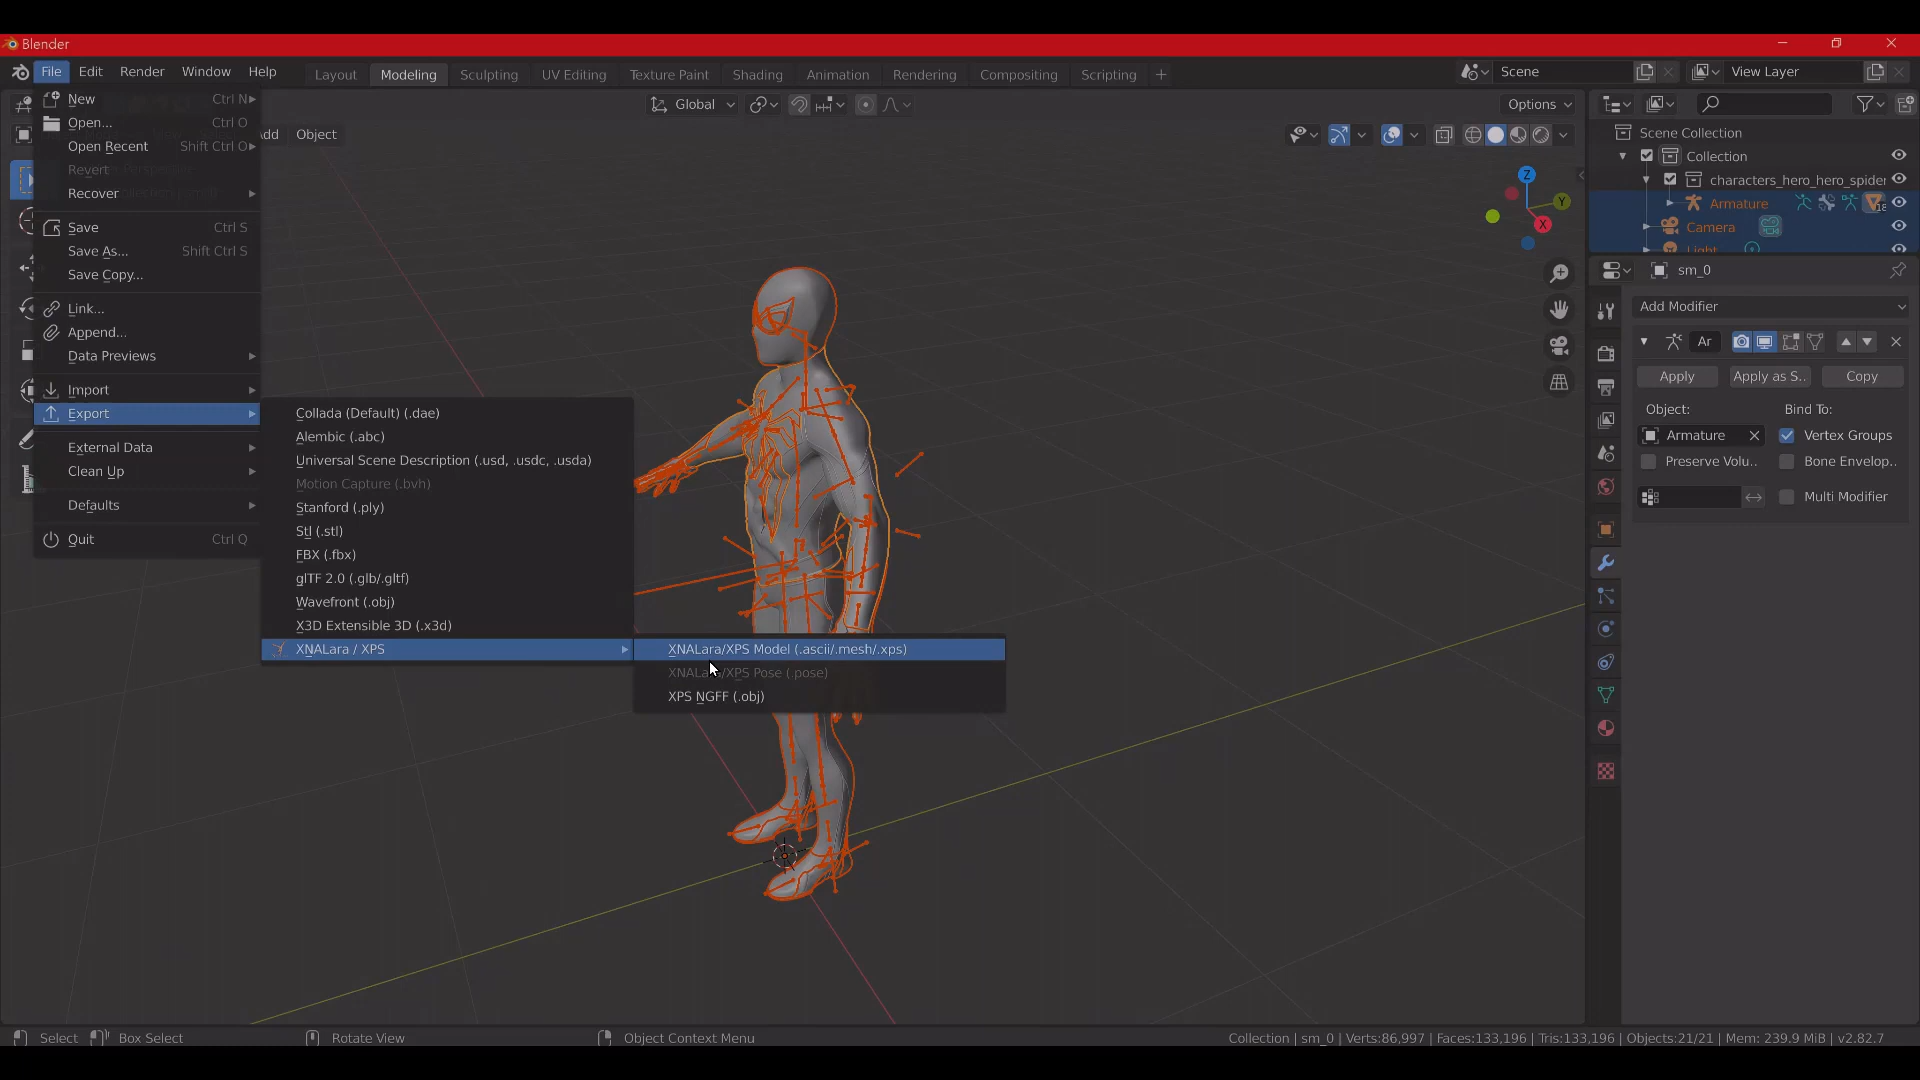 Blender
File Edit Render Window Help Layout Modeling Sculpting UV Editing Texture Paint Shading Animation Rendering Compositing Scripting + Scene View Layer
New Ctrl N
Open... Ctrl O
Open Recent Shift Ctrl O
Revert
Recover
Save Ctrl S
Save As... Shift Ctrl S
Save Copy...
Link...
Append...
Data Previews
Import
Export
External Data
Clean Up
Defaults
Quit Ctrl Q
Collada (Default) (.dae)
Alembic (.abc)
Universal Scene Description (.usd, .usdc, .usda)
Motion Capture (.bvh)
Stanford (.ply)
Stl (.stl)
FBX (.fbx)
glTF 2.0 (.glb/.gltf)
Wavefront (.obj)
X3D Extensible 3D (.x3d)
XNALara / XPS
XNALara/XPS Model (.ascii/.mesh/.xps)
XNALara/XPS Pose (.pose)
XPS NGFF (.obj)
Global
Options
Add Object
Z
Y
X
Scene Collection
Collection
characters_hero_hero_spider
Armature 18
Camera
Light
sm_0
Add Modifier
Ar
Apply Apply as S.. Copy
Object: Bind To:
Armature Vertex Groups
Preserve Volu.. Bone Envelop..
Multi Modifier
Select Box Select Rotate View Object Context Menu Collection | sm_0 | Verts:86,997 | Faces:133,196 | Tris:133,196 | Objects:21/21 | Mem: 239.9 MiB | v2.82.7